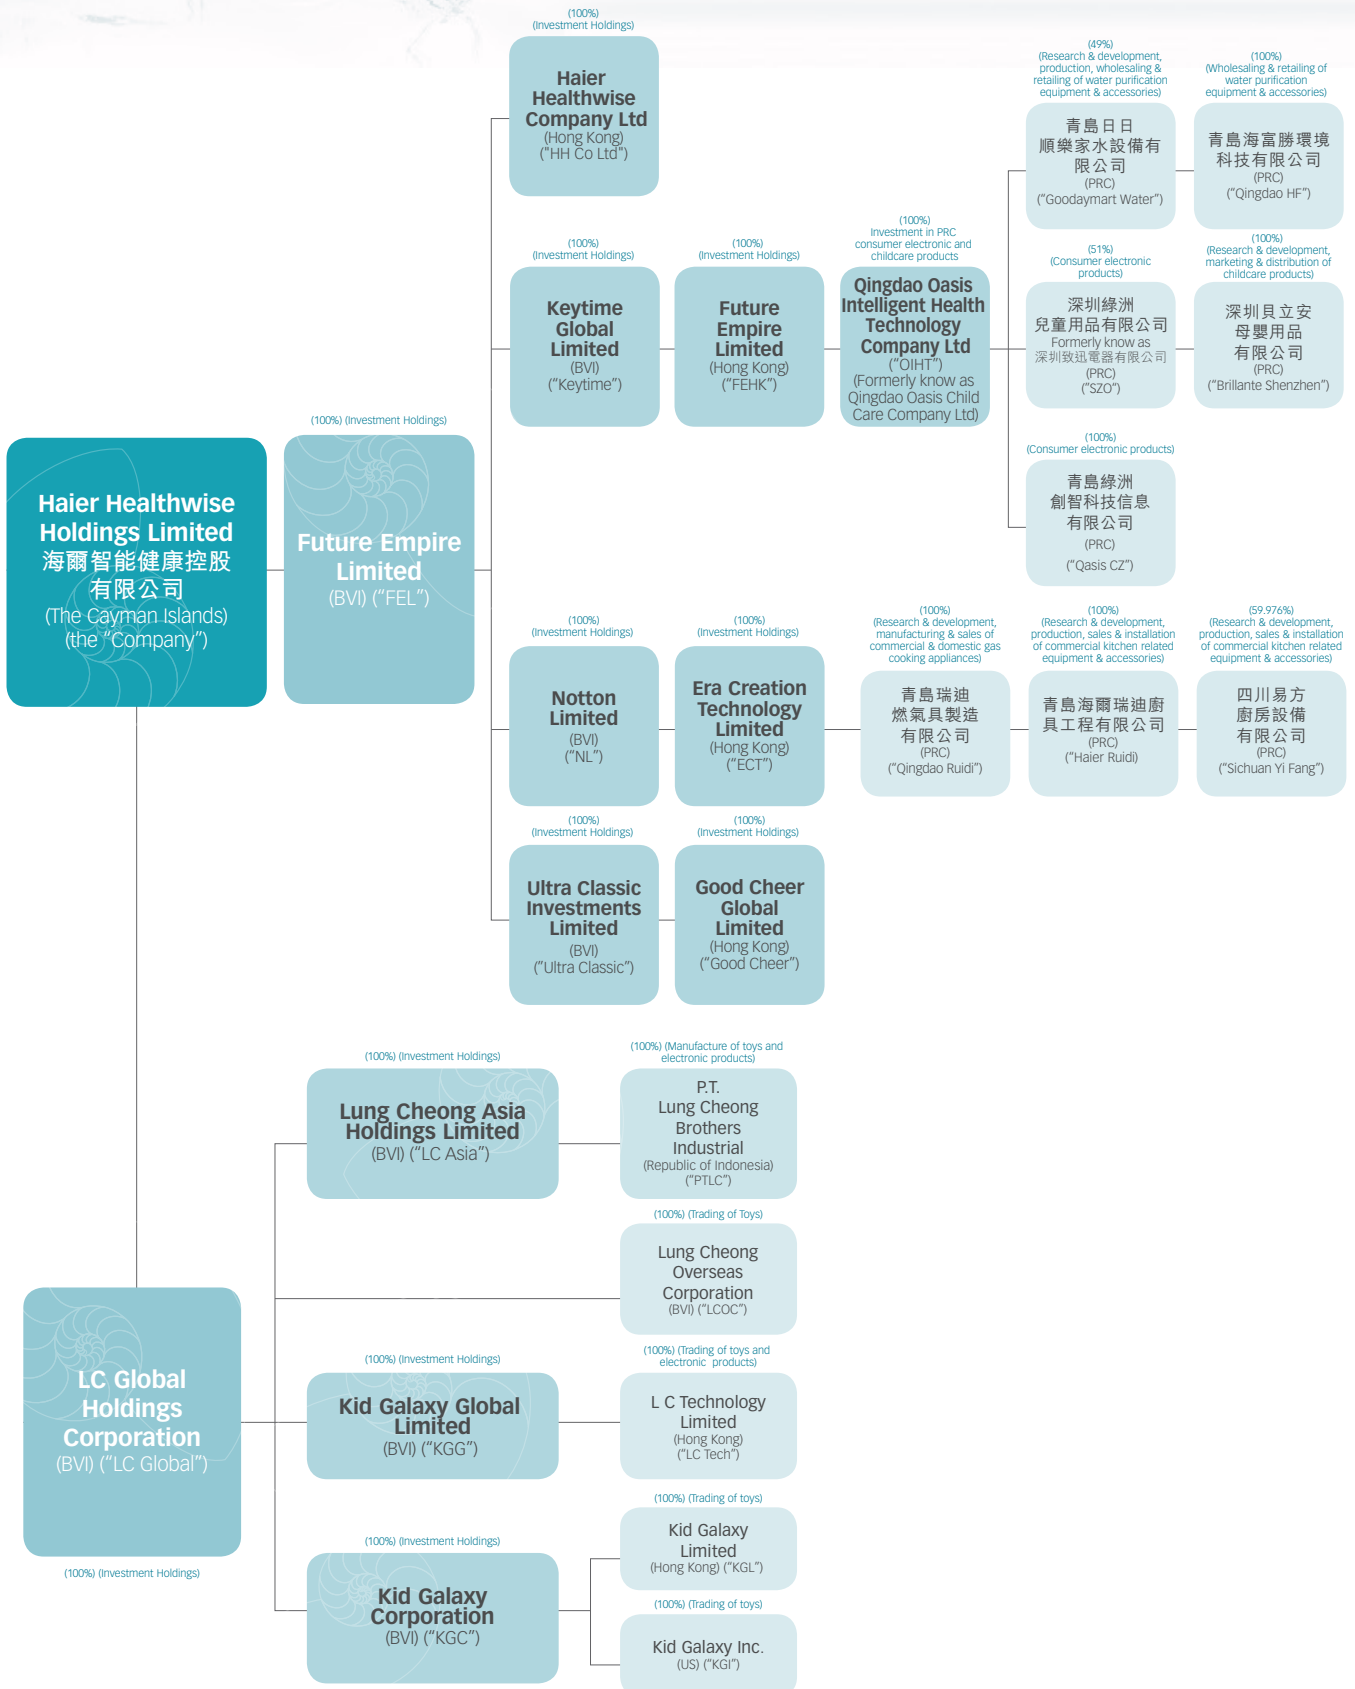 (100%)
(Investment Holdings)
Haier
Healthwise
Company Ltd
(Hong Kong)
("HH Co Ltd")
(49%)
(Research & development,
production, wholesaling &
retailing of water purification
equipment & accessories)
青島日日
順樂家水設備有
限公司
(PRC)
(“Goodaymart Water”)
(100%)
(Wholesaling & retailing of
water purification
equipment & accessories)
青島海富勝環境
科技有限公司
(PRC)
(“Qingdao HF”)
(100%)
(Investment Holdings)
Keytime
Global
Limited
(BVI)
(“Keytime”)
(100%)
(Investment Holdings)
Future
Empire
Limited
(Hong Kong)
(“FEHK”)
(100%)
Investment in PRC
consumer electronic and
childcare products
Qingdao Oasis
Intelligent Health
Technology
Company Ltd
(“OIHT”)
(Formerly know as
Qingdao Oasis Child
Care Company Ltd)
(51%)
(Consumer electronic
products)
深圳綠洲
兒童用品有限公司
Formerly know as
深圳致迅電器有限公司
(PRC)
(“SZO”)
(100%)
(Research & development,
marketing & distribution of
childcare products)
深圳貝立安
母嬰用品
有限公司
(PRC)
(“Brillante Shenzhen”)
(100%)
(Consumer electronic products)
青島綠洲
創智科技信息
有限公司
(PRC)
(“Qasis CZ”)
Haier Healthwise
Holdings Limited
海爾智能健康控股
有限公司
(The Cayman Islands)
(the “Company”)
(100%) (Investment Holdings)
Future Empire
Limited
(BVI) (“FEL”)
(100%)
(Investment Holdings)
Notton
Limited
(BVI)
(“NL”)
(100%)
(Investment Holdings)
Era Creation
Technology
Limited
(Hong Kong)
(“ECT”)
(100%)
(Research & development,
manufacturing & sales of
commercial & domestic gas
cooking appliances)
青島瑞迪
燃氣具製造
有限公司
(PRC)
(“Qingdao Ruidi”)
(100%)
(Research & development,
production, sales & installation
of commercial kitchen related
equipment & accessories)
青島海爾瑞迪廚
具工程有限公司
(PRC)
(“Haier Ruidi)
(59.976%)
(Research & development,
production, sales & installation
of commercial kitchen related
equipment & accessories)
四川易方
廚房設備
有限公司
(PRC)
(“Sichuan Yi Fang”)
(100%)
(Investment Holdings)
Ultra Classic
Investments
Limited
(BVI)
(“Ultra Classic”)
(100%)
(Investment Holdings)
Good Cheer
Global
Limited
(Hong Kong)
(“Good Cheer”)
(100%) (Investment Holdings)
Lung Cheong Asia
Holdings Limited
(BVI) (“LC Asia”)
(100%) (Manufacture of toys and
electronic products)
P.T.
Lung Cheong
Brothers
Industrial
(Republic of Indonesia)
(“PTLC”)
(100%) (Trading of Toys)
Lung Cheong
Overseas
Corporation
(BVI) (“LCOC”)
LC Global
Holdings
Corporation
(BVI) (“LC Global”)
(100%) (Investment Holdings)
(100%) (Investment Holdings)
Kid Galaxy Global
Limited
(BVI) (“KGG”)
(100%) (Trading of toys and
electronic products)
L C Technology
Limited
(Hong Kong)
(“LC Tech”)
(100%) (Investment Holdings)
Kid Galaxy
Corporation
(BVI) (“KGC”)
(100%) (Trading of toys)
Kid Galaxy
Limited
(Hong Kong) (“KGL”)
(100%) (Trading of toys)
Kid Galaxy Inc.
(US) (“KGI”)